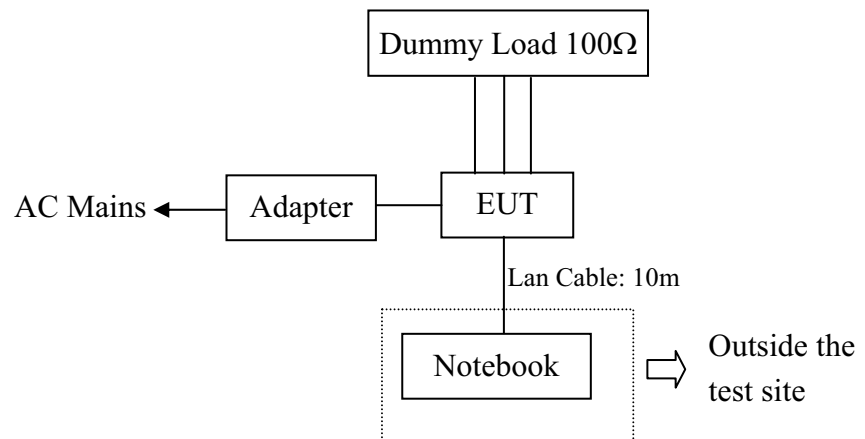 Dummy Load 100Ω
AC Mains
Adapter
EUT
Lan Cable: 10m
Notebook
Outside the
test site